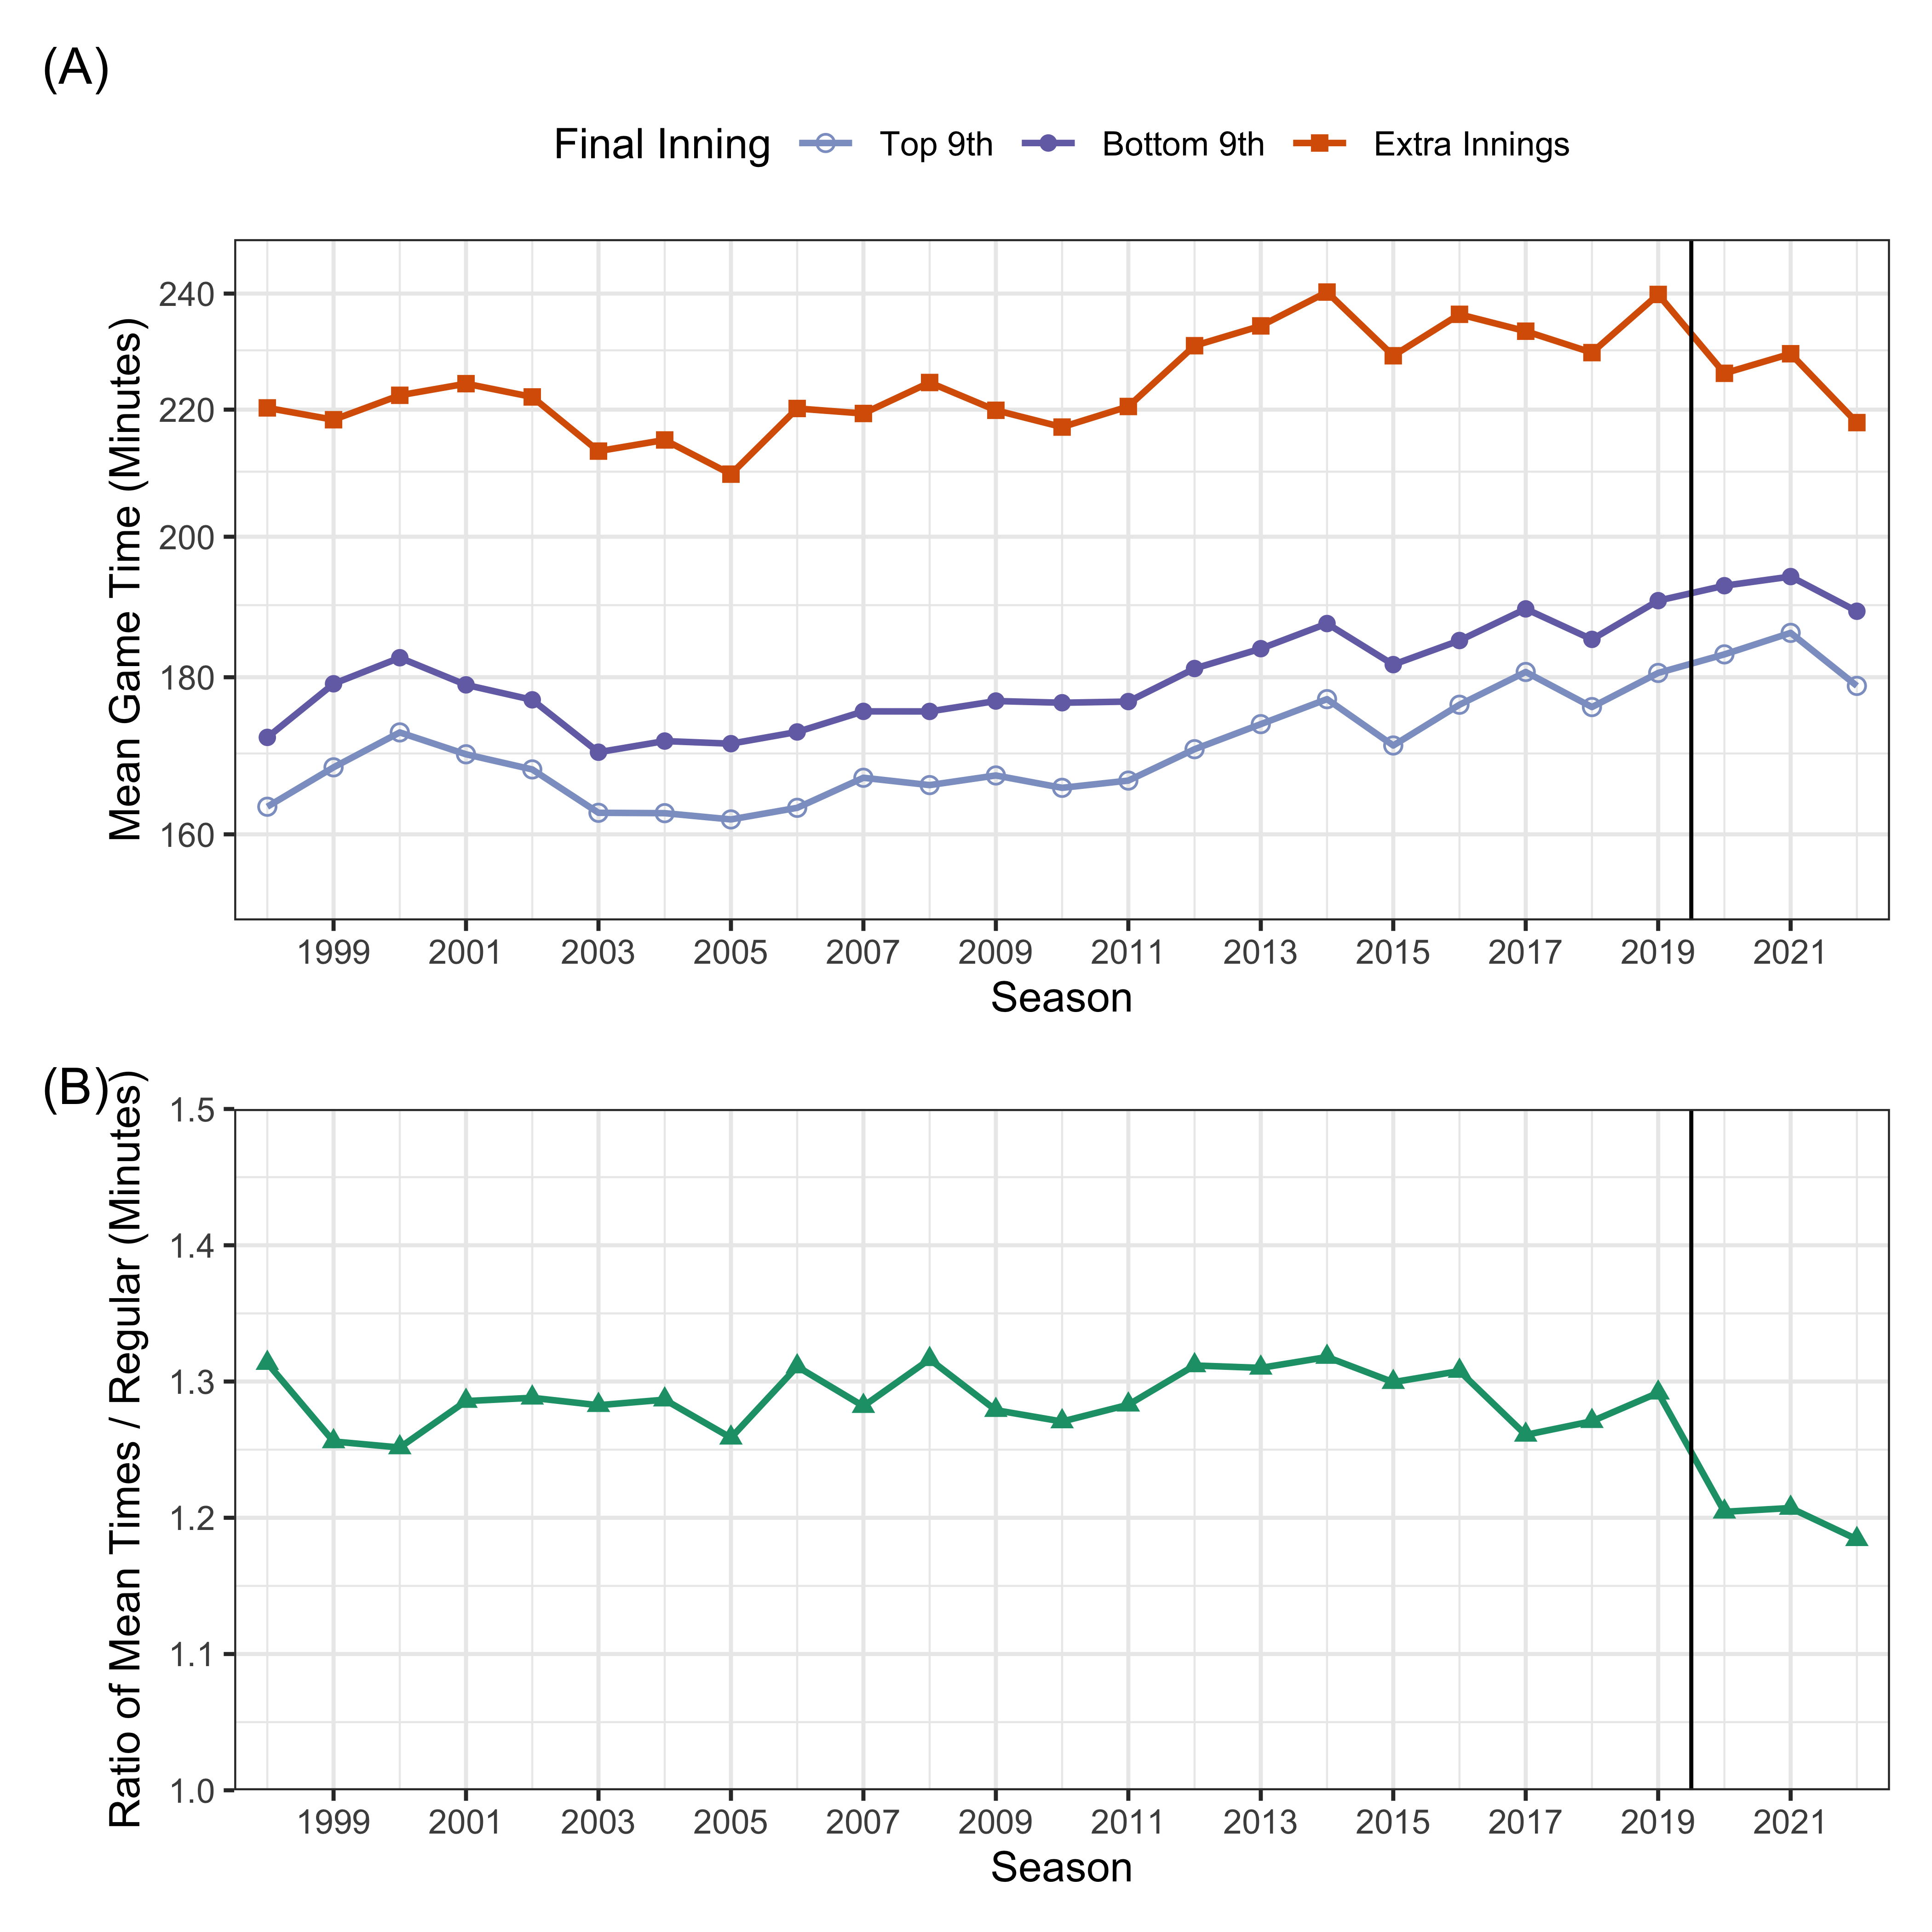 (A)
Final Inning Top 9th Bottom 9th Extra Innings
Mean Game Time (Minutes)
240
220
200
180
160
1999 2001 2003 2005 2007 2009 2011 2013 2015 2017 2019 2021
Season
(B)
Ratio of Mean Times / Regular (Minutes)
1.5
1.4
1.3
1.2
1.1
1.0
1999 2001 2003 2005 2007 2009 2011 2013 2015 2017 2019 2021
Season